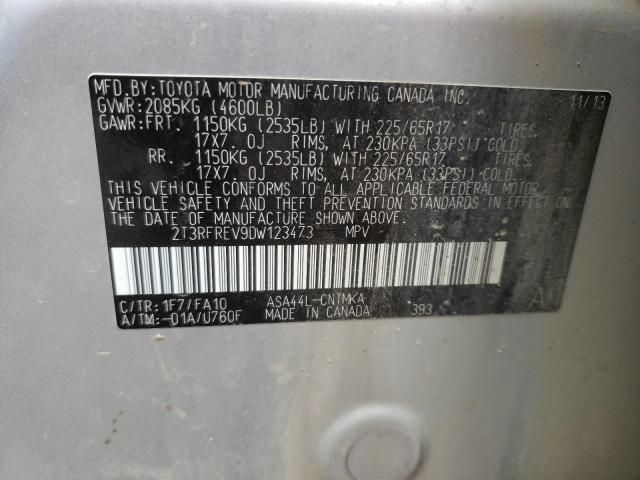 MFD. BY: TOYOTA MOTOR MANUFACTURING CANADA INC. 11/13
GVWR: 2085KG (4600LB)
GAWR: FRT. 1150KG (2535LB) WITH 225/65R17 TIRES,
17X7. 0J RIMS, AT 230KPA (33PSI) COLD.
RR. 1150KG (2535LB) WITH 225/65R17 TIRES,
17X7. 0J RIMS, AT 230KPA (33PSI) COLD.
THIS VEHICLE CONFORMS TO ALL APPLICABLE FEDERAL MOTOR
VEHICLE SAFETY AND THEFT PREVENTION STANDARDS IN EFFECT ON
THE DATE OF MANUFACTURE SHOWN ABOVE.
2T3RFREV9DW123473 MPV
C/TR: 1F7/FA10 ASA44L-CNTMKA A
A/TM: -01A/U760F MADE IN CANADA 393